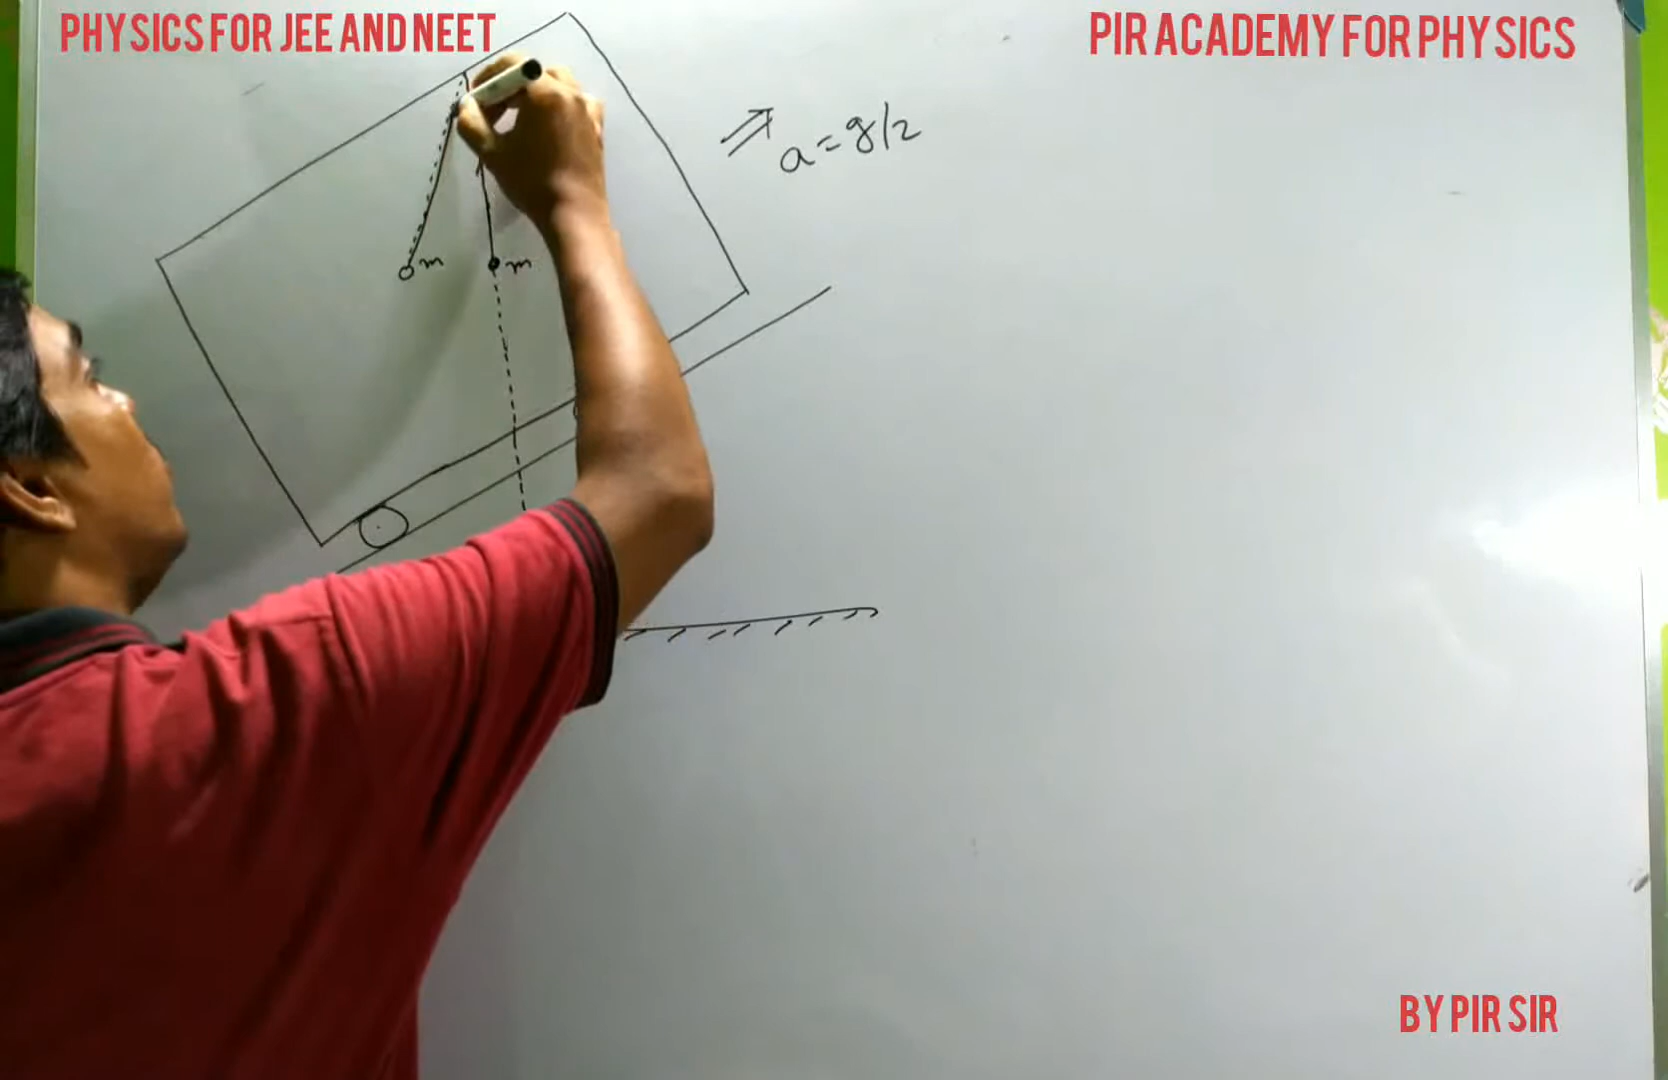 PHYSICS FOR JEE AND NEET
PIR ACADEMY FOR PHYSICS
a = g/2
m
m
BY PIR SIR